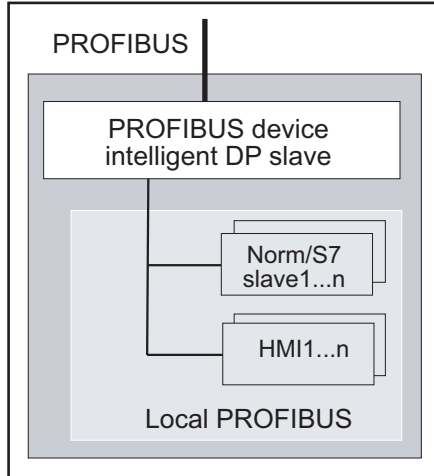 PROFIBUS
PROFIBUS device
intelligent DP slave
Norm/S7
slave1...n
HMI1...n
Local PROFIBUS